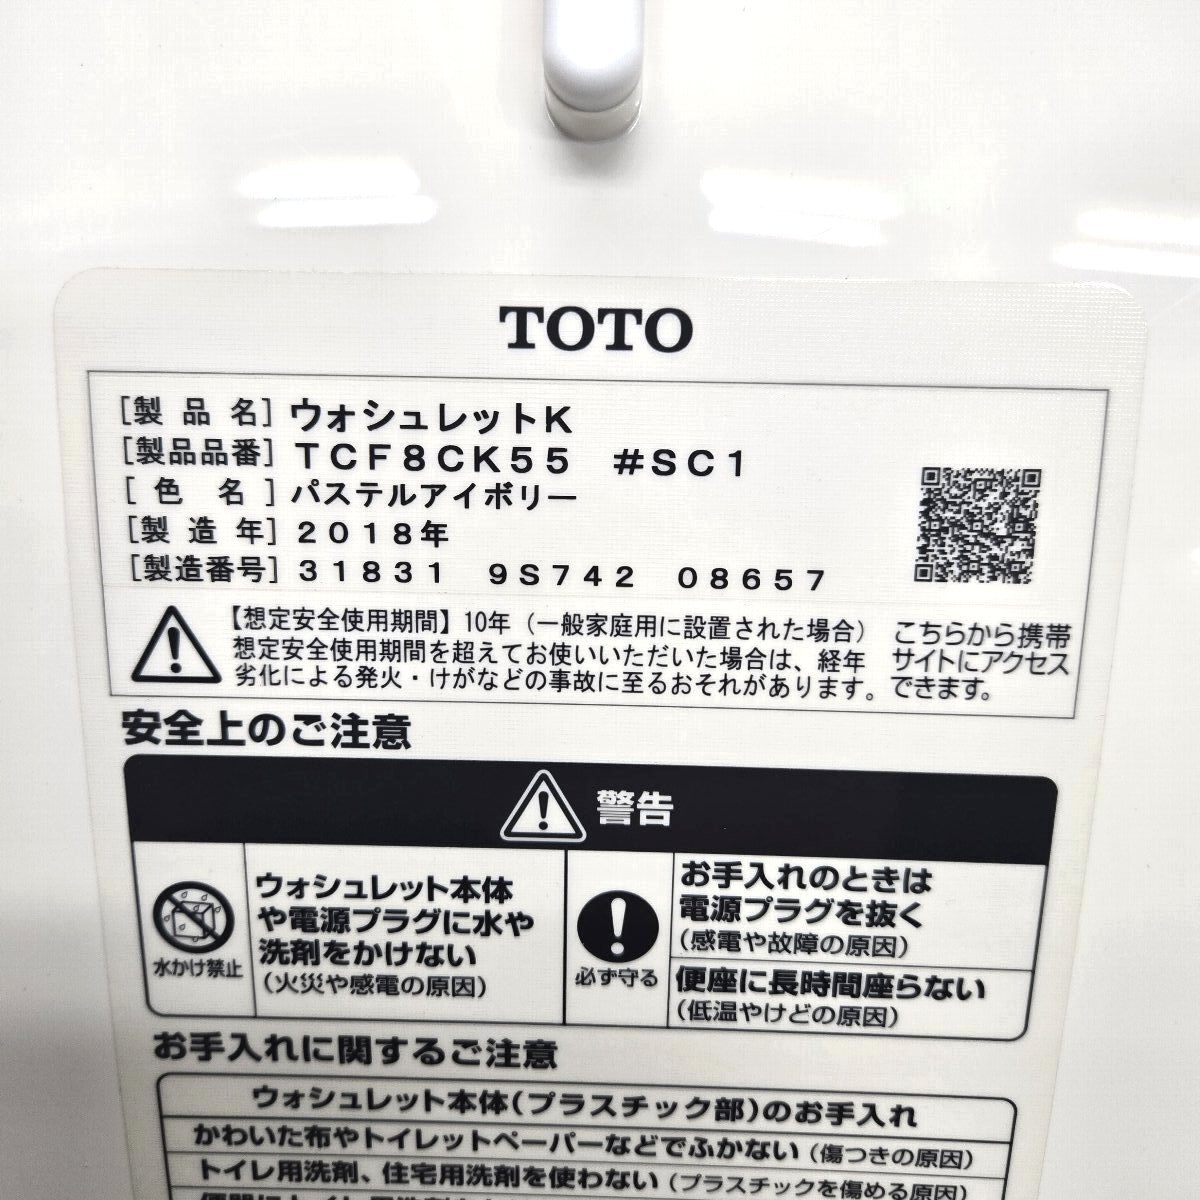 TOTO
[製品名] ウォシュレットK
[製品品番] TCF8CK55 #SC1
[色名] パステルアイボリー
[製造年] 2018年
[製造番号] 31831 9S742 08657
【想定安全使用期間】10年（一般家庭用に設置された場合）
想定安全使用期間を超えてお使いいただいた場合は、経年
劣化による発火・けがなどの事故に至るおそれがあります。
こちらから携帯
サイトにアクセス
できます。
安全上のご注意
警告
水かけ禁止
ウォシュレット本体
や電源プラグに水や
洗剤をかけない
（火災や感電の原因）
必ず守る
お手入れのときは
電源プラグを抜く
（感電や故障の原因）
便座に長時間座らない
（低温やけどの原因）
お手入れに関するご注意
ウォシュレット本体（プラスチック部）のお手入れ
かわいた布やトイレットペーパーなどでふかない（傷つきの原因）
トイレ用洗剤、住宅用洗剤を使わない（プラスチックを傷める原因）